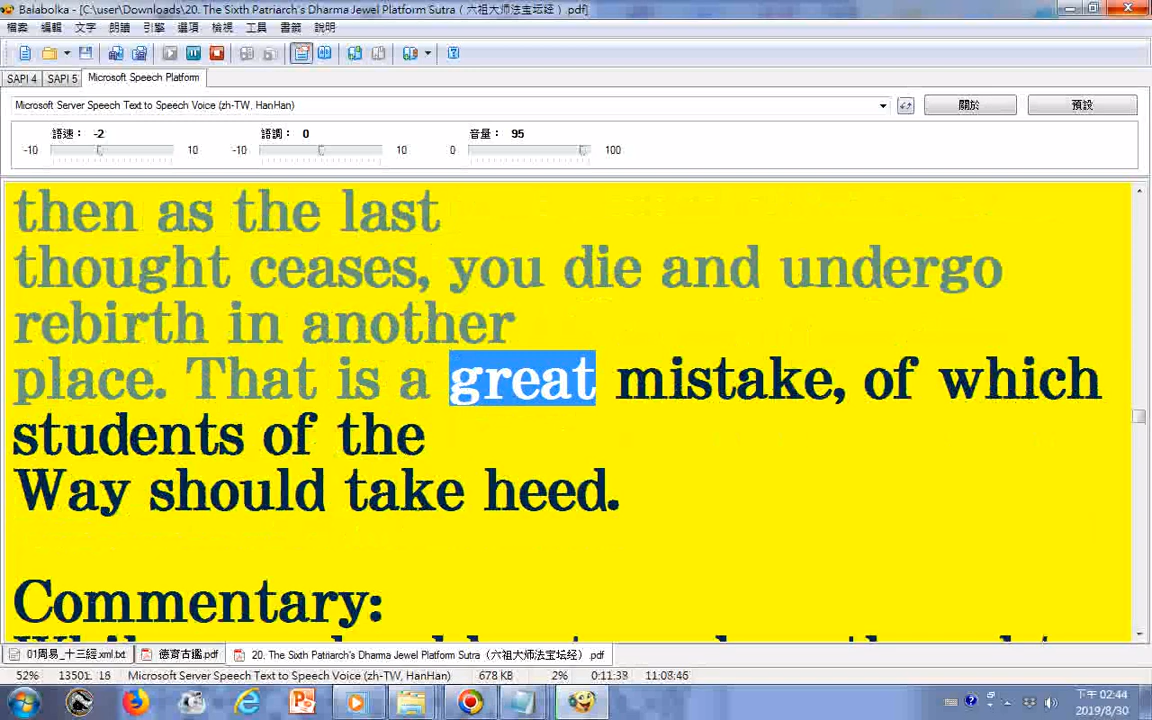 Balabolka - [C:\user\Downloads\20. The Sixth Patriarch's Dharma Jewel Platform Sutra（六祖大师法宝坛经）pdf]
檔案 編輯 文字 朗讀 引擎 選項 檢視 工具 書籤 說明
SAPI 4 SAPI 5 Microsoft Speech Platform
Microsoft Server Speech Text to Speech Voice (zh-TW, HanHan) 關於 預設
語速： -2 語調： 0 音量： 95
-10 10 -10 10 0 100
then as the last
thought ceases, you die and undergo
rebirth in another
place. That is a great mistake, of which
students of the
Way should take heed.
Commentary:
01周易_十三經.xml.txt 德育古鑑.pdf 20. The Sixth Patriarch's Dharma Jewel Platform Sutra（六祖大师法宝坛经）.pdf
52% 13501: 16 Microsoft Server Speech Text to Speech Voice (zh-TW, HanHan) 678 KB 2% 0:11:33 11:08:46
下午 02:44
2019/8/30